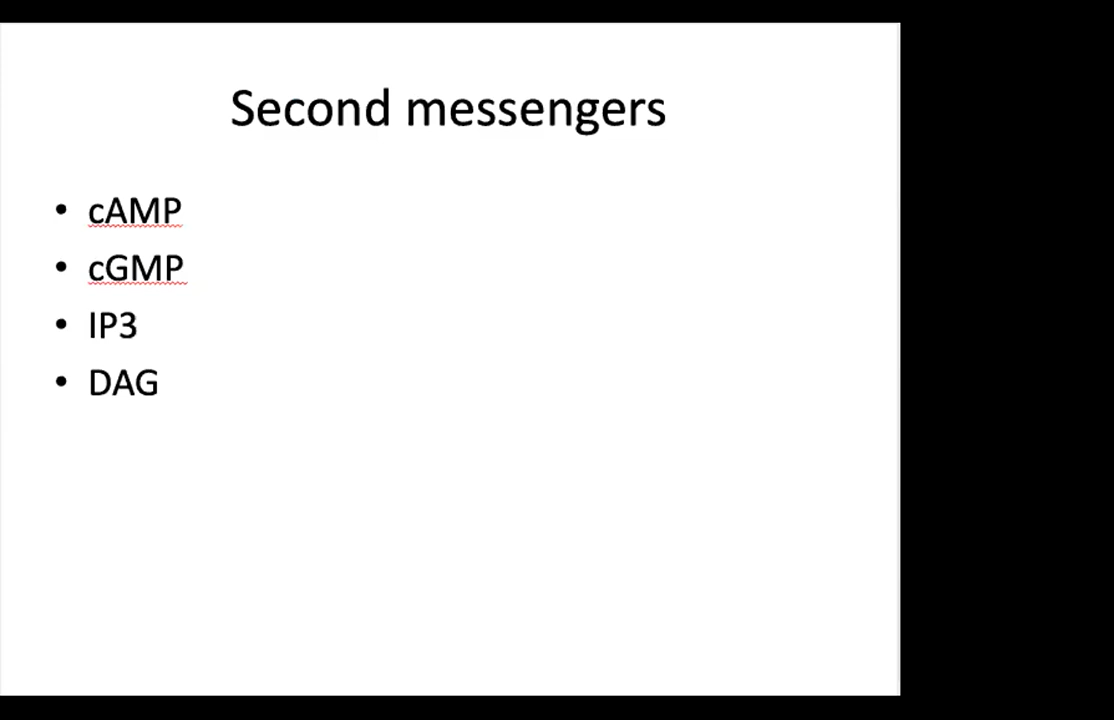 Second messengers
• cAMP
• cGMP
• IP3
• DAG